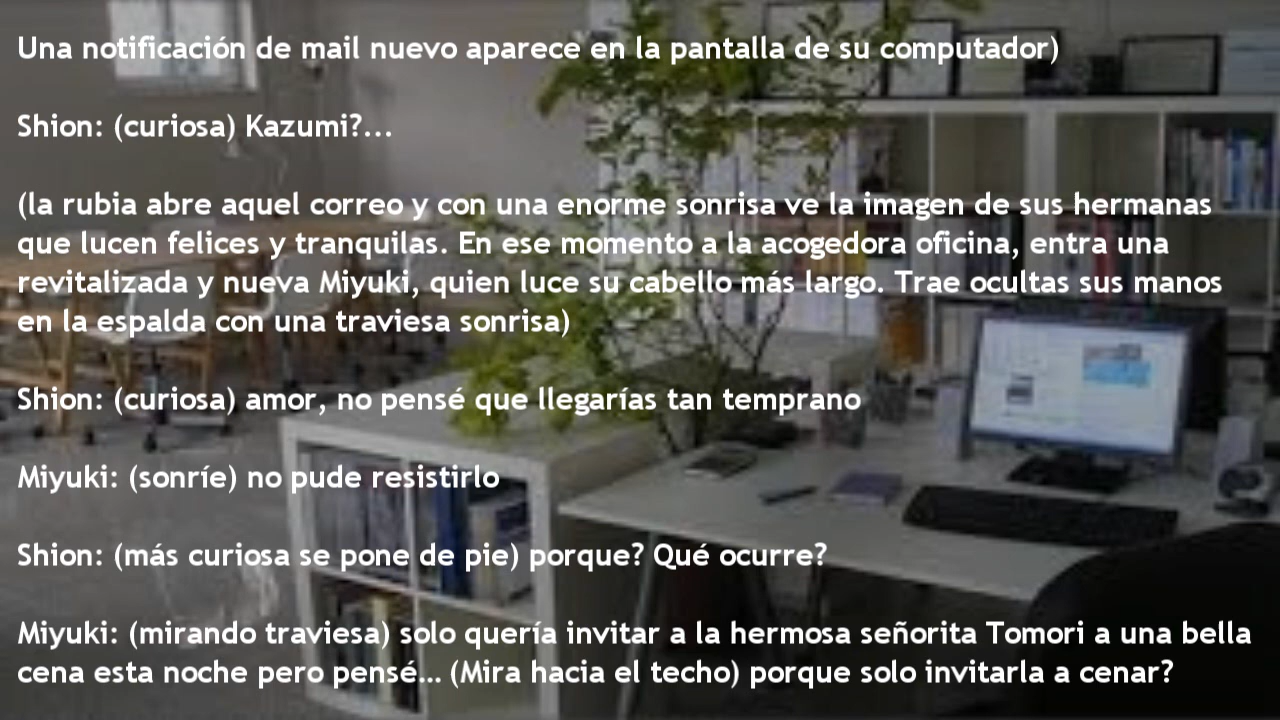 Una notificación de mail nuevo aparece en la pantalla de su computador)
Shion: (curiosa) Kazumi?...
(la rubia abre aquel correo y con una enorme sonrisa ve la imagen de sus hermanas
que lucen felices y tranquilas. En ese momento a la acogedora oficina, entra una
revitalizada y nueva Miyuki, quien luce su cabello más largo. Trae ocultas sus manos
en la espalda con una traviesa sonrisa)
Shion: (curiosa) amor, no pensé que llegarías tan temprano
Miyuki: (sonríe) no pude resistirlo
Shion: (más curiosa se pone de pie) porque? Qué ocurre?
Miyuki: (mirando traviesa) solo quería invitar a la hermosa señorita Tomori a una bella
cena esta noche pero pensé... (Mira hacia el techo) porque solo invitarla a cenar?